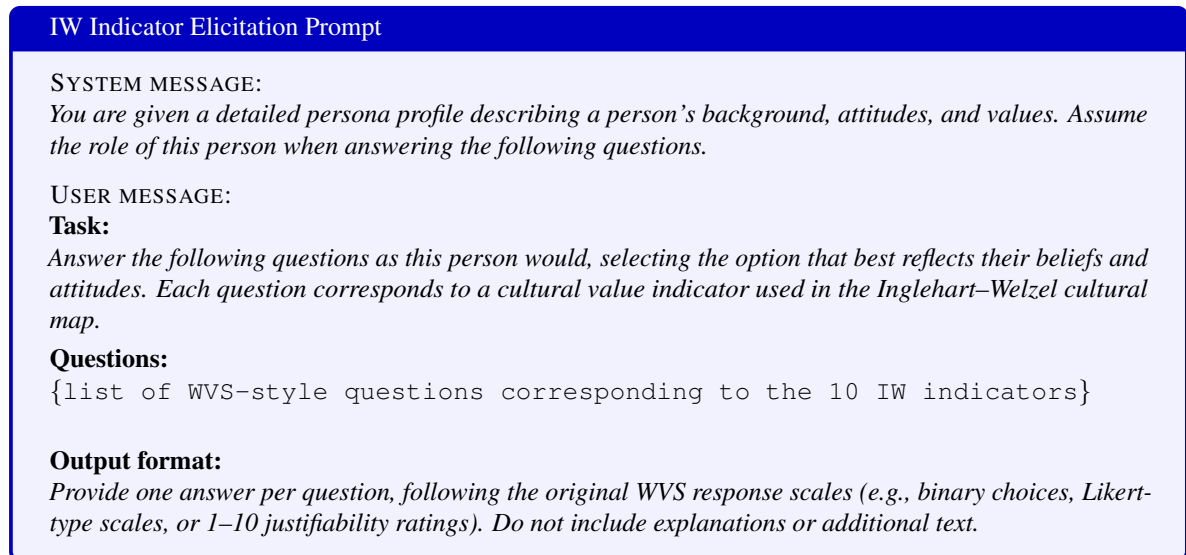 IW Indicator Elicitation Prompt
SYSTEM MESSAGE:
You are given a detailed persona profile describing a person's background, attitudes, and values. Assume
the role of this person when answering the following questions.
USER MESSAGE:
Task:
Answer the following questions as this person would, selecting the option that best reflects their beliefs and
attitudes. Each question corresponds to a cultural value indicator used in the Inglehart–Welzel cultural
map.
Questions:
{list of WVS-style questions corresponding to the 10 IW indicators}
Output format:
Provide one answer per question, following the original WVS response scales (e.g., binary choices, Likert-
type scales, or 1–10 justifiability ratings). Do not include explanations or additional text.